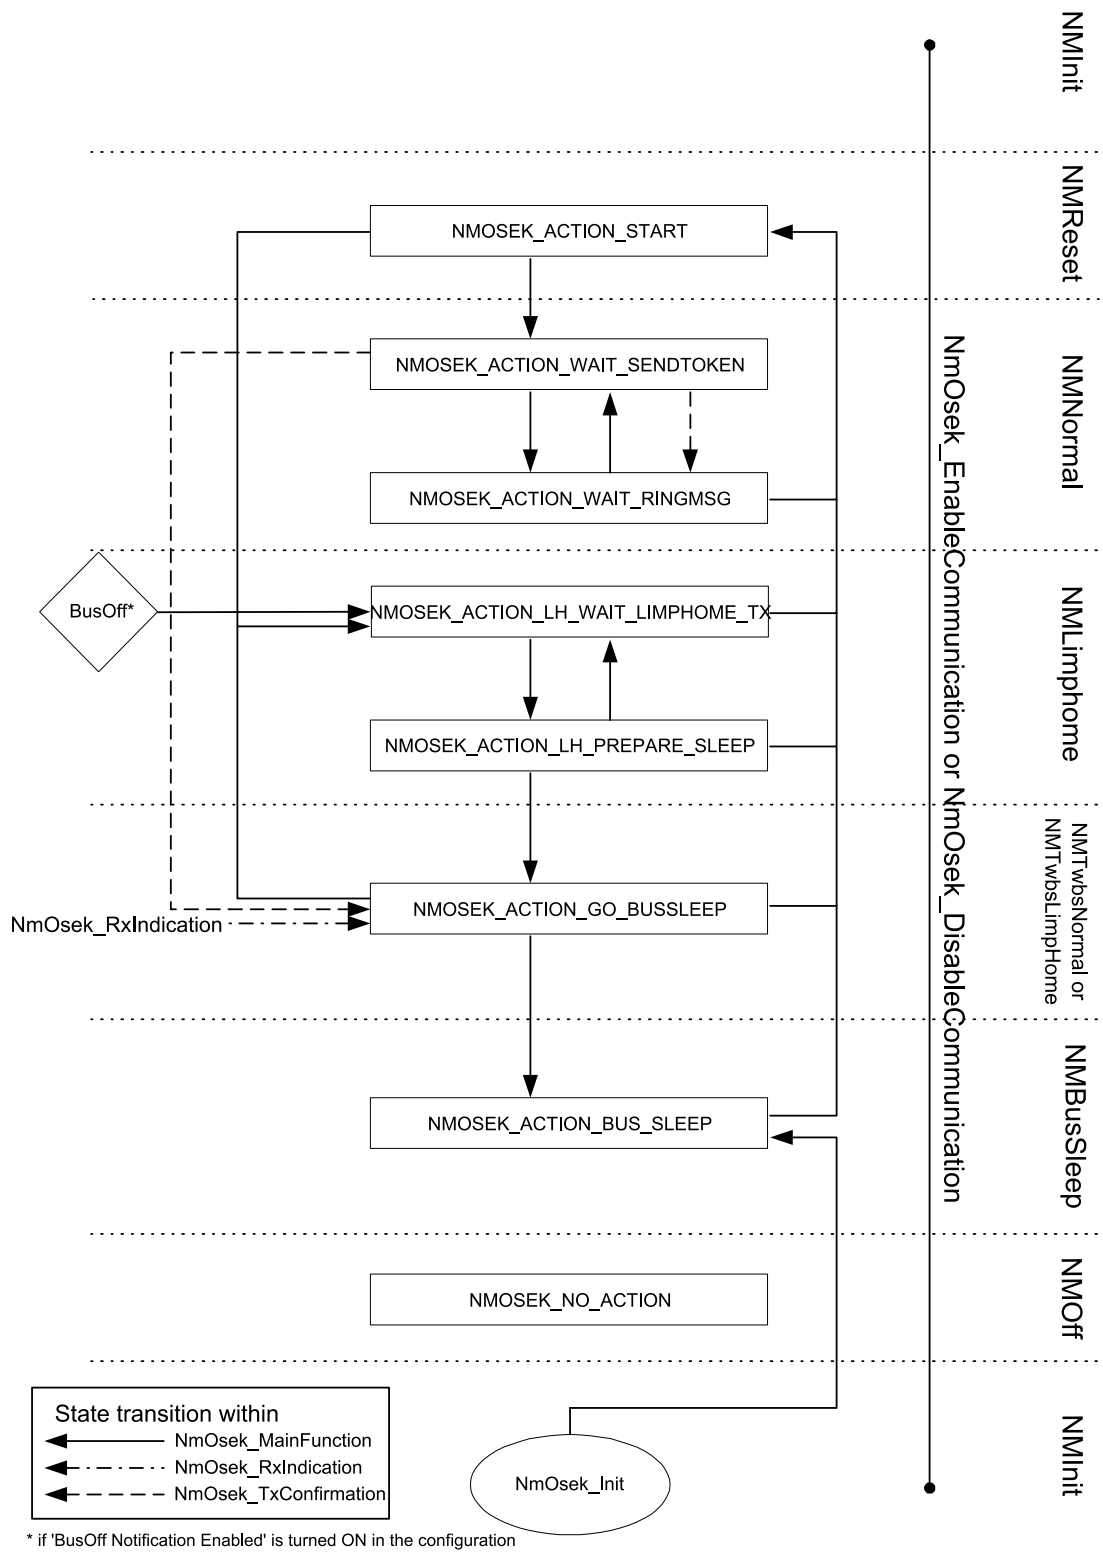 NMInit
NMReset
NMOSEK_ACTION_START
NMNormal
NmOsek_EnableCommunication or NmOsek_DisableCommunication
NMOSEK_ACTION_WAIT_SENDTOKEN
NMOSEK_ACTION_WAIT_RINGMSG
NMLimphome
BusOff*
NMOSEK_ACTION_LH_WAIT_LIMPHOME_TX
NMOSEK_ACTION_LH_PREPARE_SLEEP
NMTwbsNormal or
NMTwbsLimpHome
NMOSEK_ACTION_GO_BUSSLEEP
NmOsek_RxIndication
NMBusSleep
NMOSEK_ACTION_BUS_SLEEP
NMOff
NMOSEK_NO_ACTION
NMInit
State transition within
NmOsek_MainFunction
NmOsek_RxIndication
NmOsek_TxConfirmation
NmOsek_Init
* if 'BusOff Notification Enabled' is turned ON in the configuration